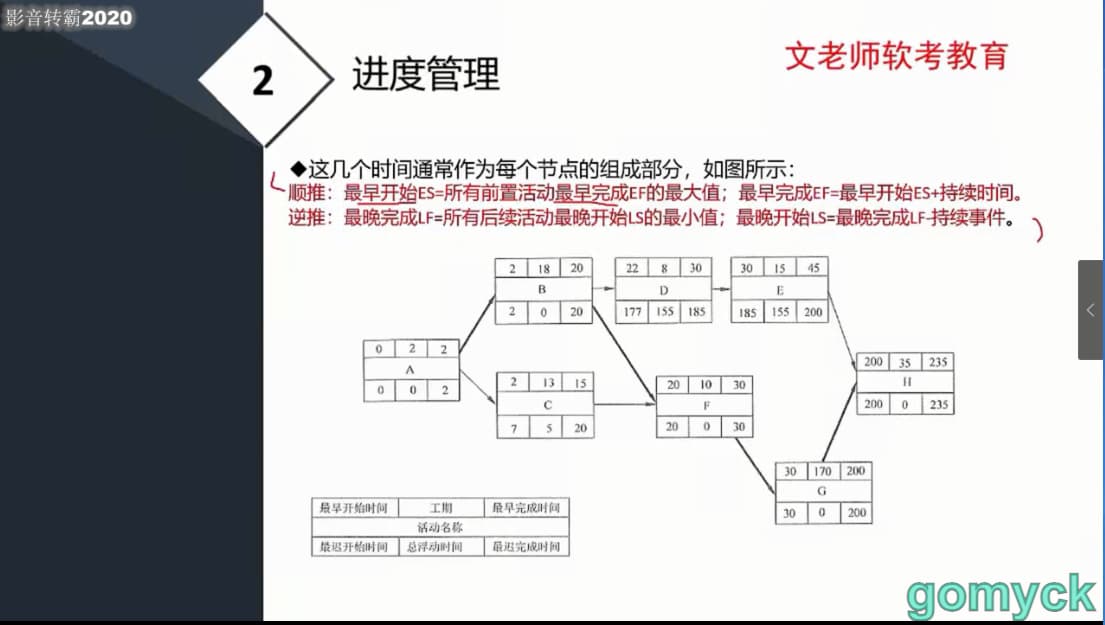 影音转霸2020
2
进度管理
文老师软考教育
◆这几个时间通常作为每个节点的组成部分，如图所示：
顺推：最早开始ES=所有前置活动最早完成EF的最大值；最早完成EF=最早开始ES+持续时间。
逆推：最晚完成LF=所有后续活动最晚开始LS的最小值；最晚开始LS=最晚完成LF-持续事件。
2 18 20
B
2 0 20
22 8 30
D
177 155 185
30 15 45
E
185 155 200
0 2 2
A
0 0 2
2 13 15
C
7 5 20
20 10 30
F
20 0 30
200 35 235
H
200 0 235
30 170 200
G
30 0 200
最早开始时间 工期 最早完成时间
活动名称
最迟开始时间 总浮动时间 最迟完成时间
gomyck